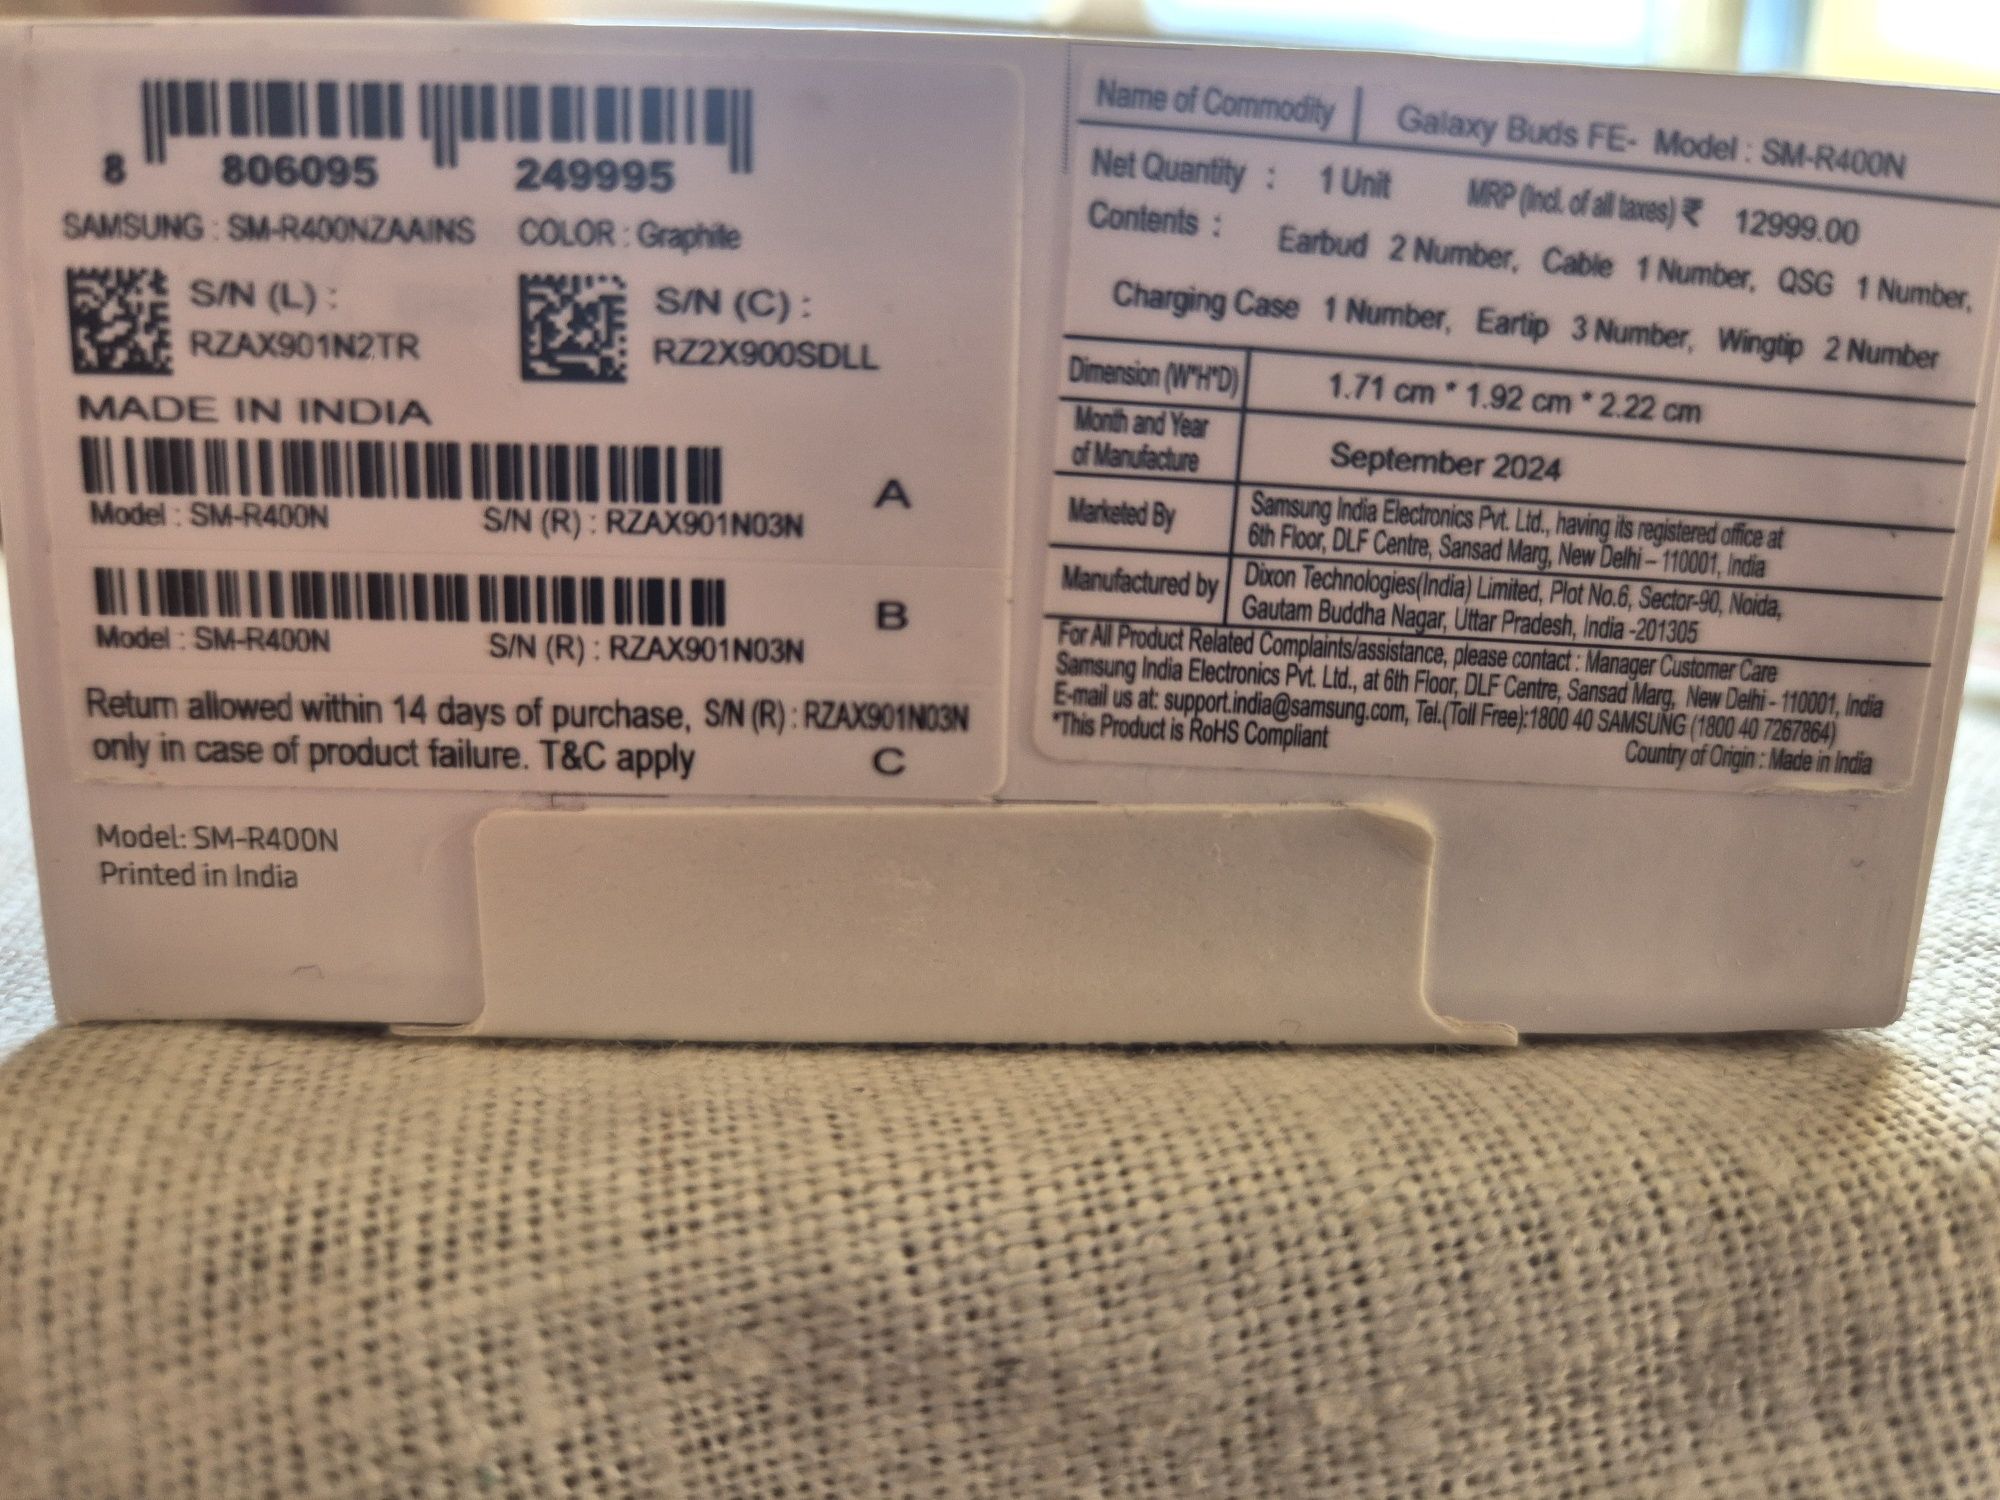 8 806095 249995
SAMSUNG : SM-R400NZAAINS COLOR : Graphite
S/N (L) :
RZAX901N2TR
S/N (C) :
RZ2X900SDLL
MADE IN INDIA
Model : SM-R400N S/N (R) : RZAX901N03N
A
Model : SM-R400N S/N (R) : RZAX901N03N
B
Return allowed within 14 days of purchase, S/N (R) : RZAX901N03N
only in case of product failure. T&C apply C
Model: SM-R400N
Printed in India
Name of Commodity Galaxy Buds FE- Model : SM-R400N
Net Quantity : 1 Unit MRP (Incl. of all taxes) ₹ 12999.00
Contents : Earbud 2 Number, Cable 1 Number, QSG 1 Number,
Charging Case 1 Number, Eartip 3 Number, Wingtip 2 Number
Dimension (W*H*D) 1.71 cm * 1.92 cm * 2.22 cm
Month and Year
of Manufacture
September 2024
Marketed By
Samsung India Electronics Pvt. Ltd., having its registered office at
6th Floor, DLF Centre, Sansad Marg, New Delhi – 110001, India
Manufactured by
Dixon Technologies(India) Limited, Plot No.6, Sector-90, Noida,
Gautam Buddha Nagar, Uttar Pradesh, India -201305
For All Product Related Complaints/assistance, please contact : Manager Customer Care
Samsung India Electronics Pvt. Ltd., at 6th Floor, DLF Centre, Sansad Marg, New Delhi - 110001, India
E-mail us at: support.india@samsung.com, Tel.(Toll Free):1800 40 SAMSUNG (1800 40 7267864)
*This Product is RoHS Compliant
Country of Origin : Made in India